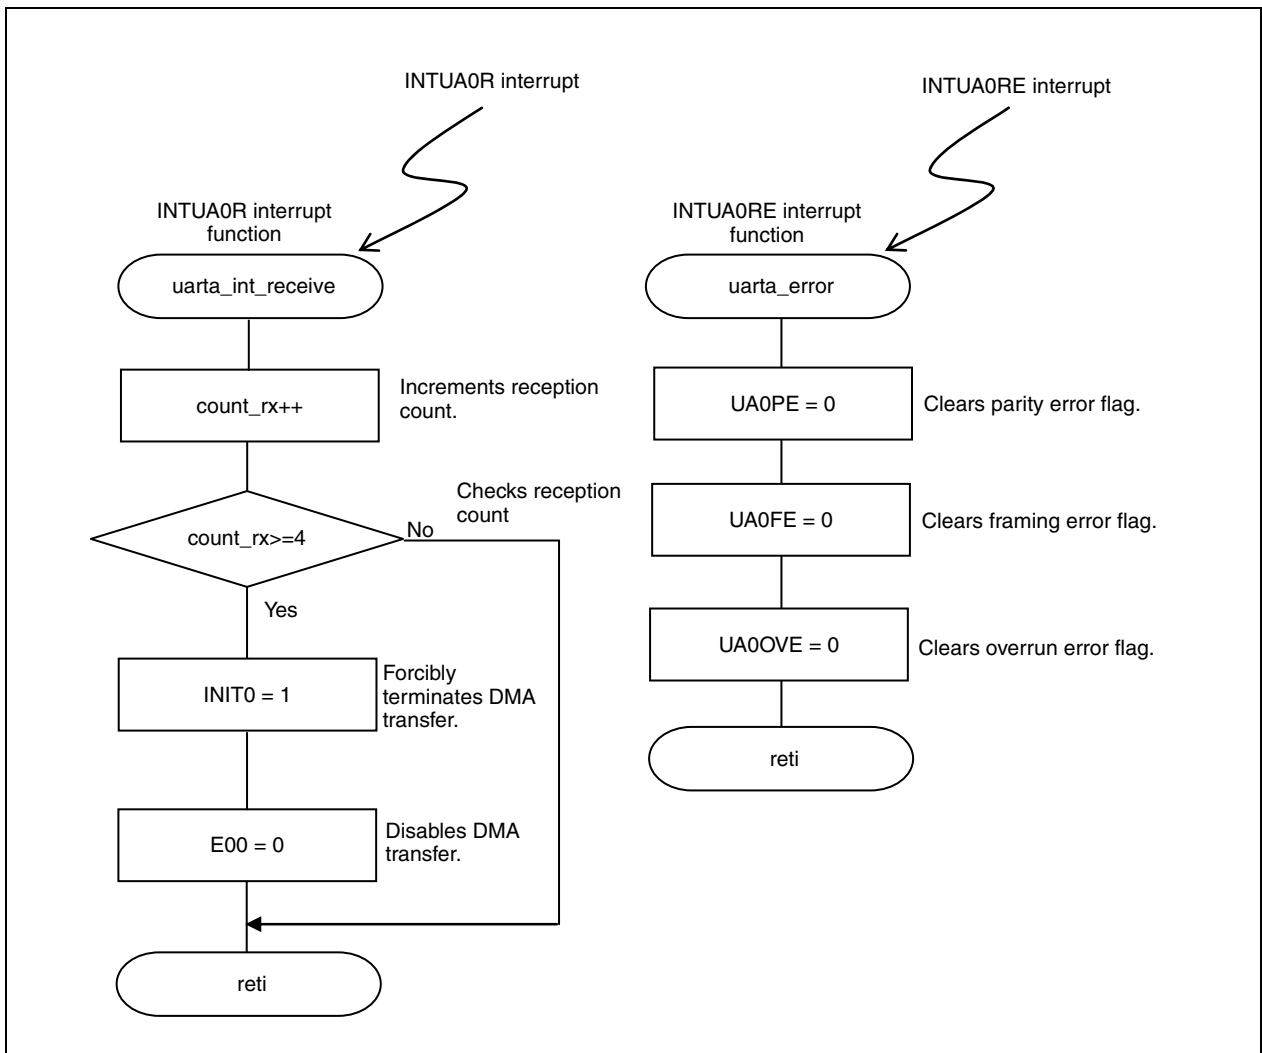 INTUA0R interrupt
INTUA0R interrupt
function
uarta_int_receive
count_rx++
Increments reception
count.
count_rx>=4
Checks reception
count
No
Yes
INIT0 = 1
Forcibly
terminates DMA
transfer.
E00 = 0
Disables DMA
transfer.
reti
INTUA0RE interrupt
INTUA0RE interrupt
function
uarta_error
UA0PE = 0
Clears parity error flag.
UA0FE = 0
Clears framing error flag.
UA0OVE = 0
Clears overrun error flag.
reti